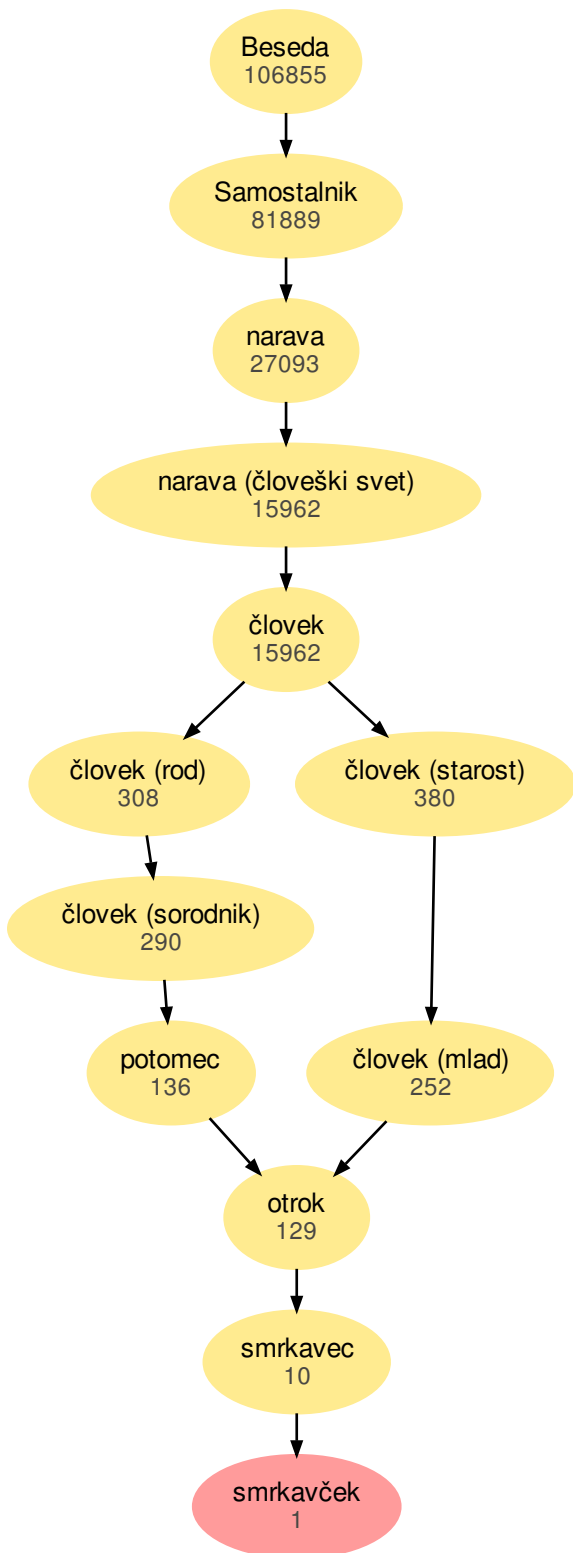 Beseda
106855
Samostalnik
81889
narava
27093
narava (človeški svet)
15962
človek
15962
človek (rod)
308
človek (starost)
380
človek (sorodnik)
290
potomec
136
človek (mlad)
252
otrok
129
smrkavec
10
smrkavček
1